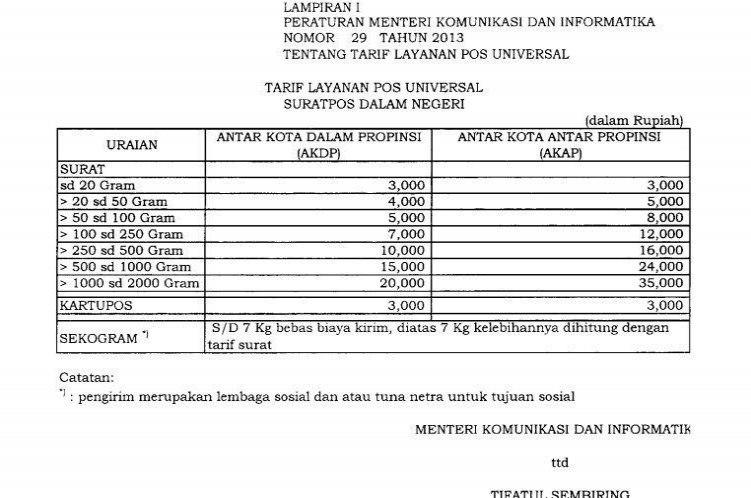 LAMPIRAN I
PERATURAN MENTERI KOMUNIKASI DAN INFORMATIKA
NOMOR 29 TAHUN 2013
TENTANG TARIF LAYANAN POS UNIVERSAL
TARIF LAYANAN POS UNIVERSAL
SURATPOS DALAM NEGERI
(dalam Rupiah)
URAIAN ANTAR KOTA DALAM PROPINSI (AKDP) ANTAR KOTA ANTAR PROPINSI (AKAP)
SURAT
sd 20 Gram 3,000 3,000
> 20 sd 50 Gram 4,000 5,000
> 50 sd 100 Gram 5,000 8,000
> 100 sd 250 Gram 7,000 12,000
> 250 sd 500 Gram 10,000 16,000
> 500 sd 1000 Gram 15,000 24,000
> 1000 sd 2000 Gram 20,000 35,000
KARTUPOS 3,000 3,000
SEKOGRAM *) S/D 7 Kg bebas biaya kirim, diatas 7 Kg kelebihannya dihitung dengan
tarif surat
Catatan:
*) : pengirim merupakan lembaga sosial dan atau tuna netra untuk tujuan sosial
MENTERI KOMUNIKASI DAN INFORMATIK
ttd
TIFATUL SEMBIRING